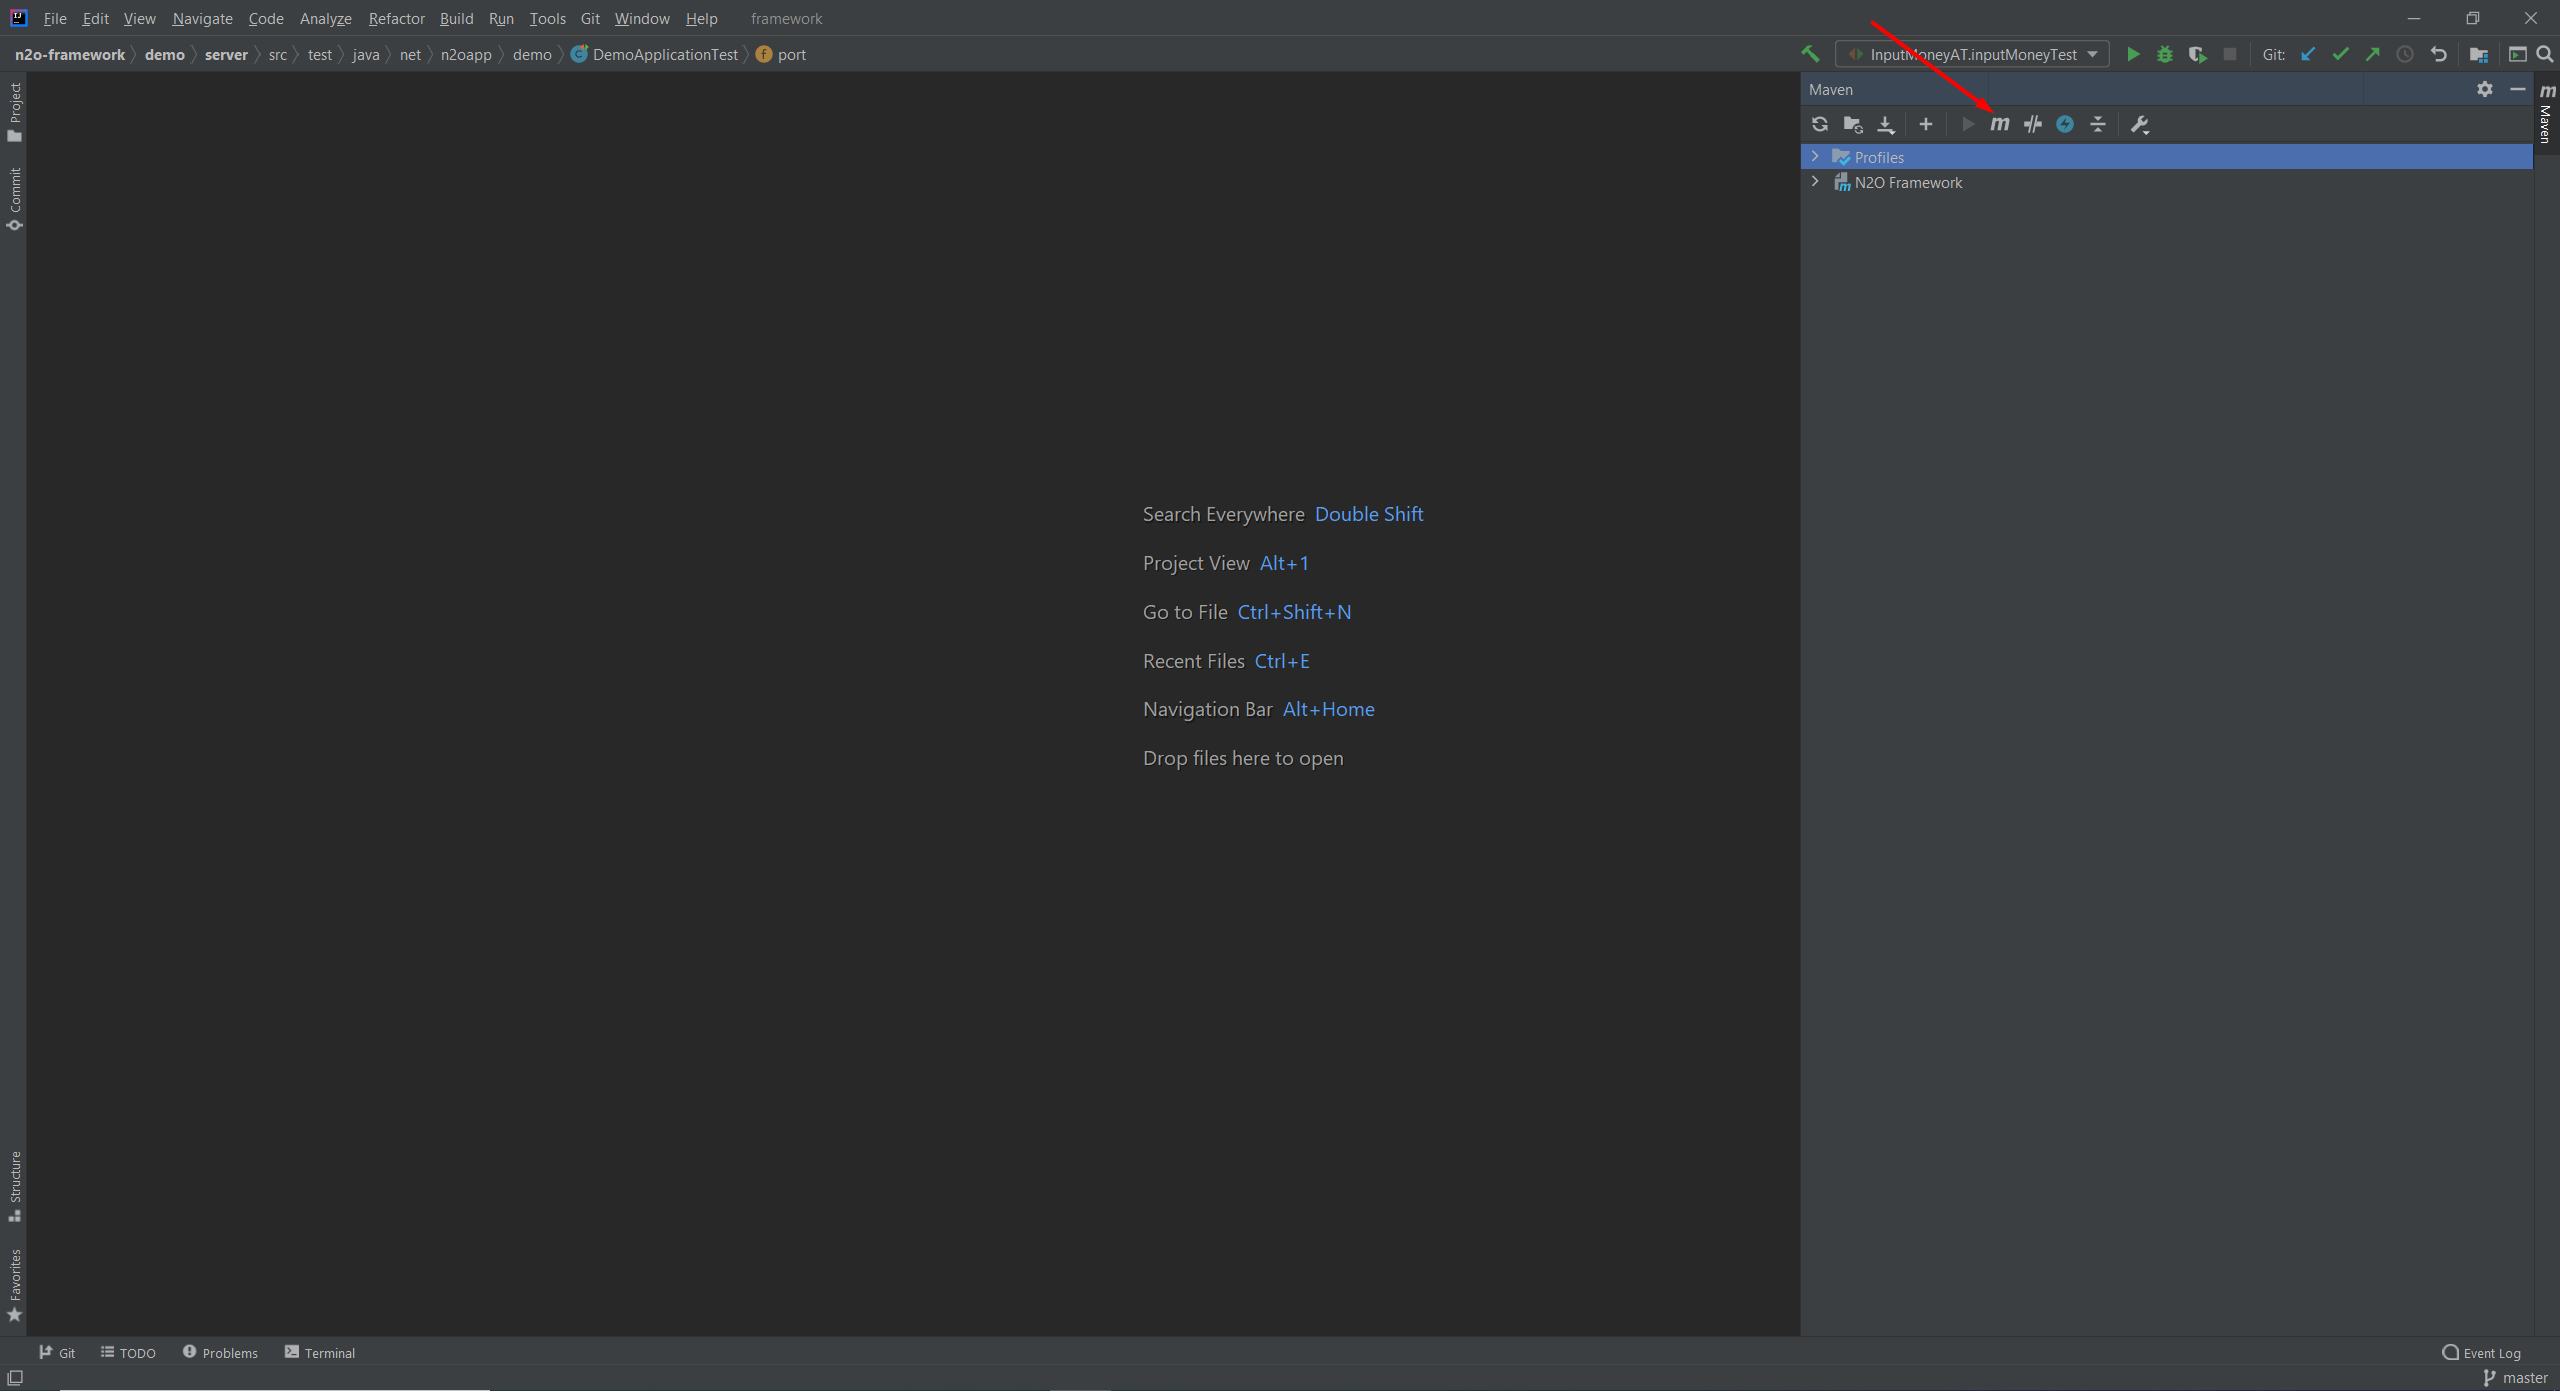 File Edit View Navigate Code Analyze Refactor Build Run Tools Git Window Help framework
n2o-framework demo server src test java net n2oapp demo DemoApplicationTest port
InputMoneyAT.inputMoneyTest Git:
Maven
Profiles
N2O Framework
Project
Commit
Maven
Search Everywhere Double Shift
Project View Alt+1
Go to File Ctrl+Shift+N
Recent Files Ctrl+E
Navigation Bar Alt+Home
Drop files here to open
Structure
Favorites
Git TODO Problems Terminal Event Log
master